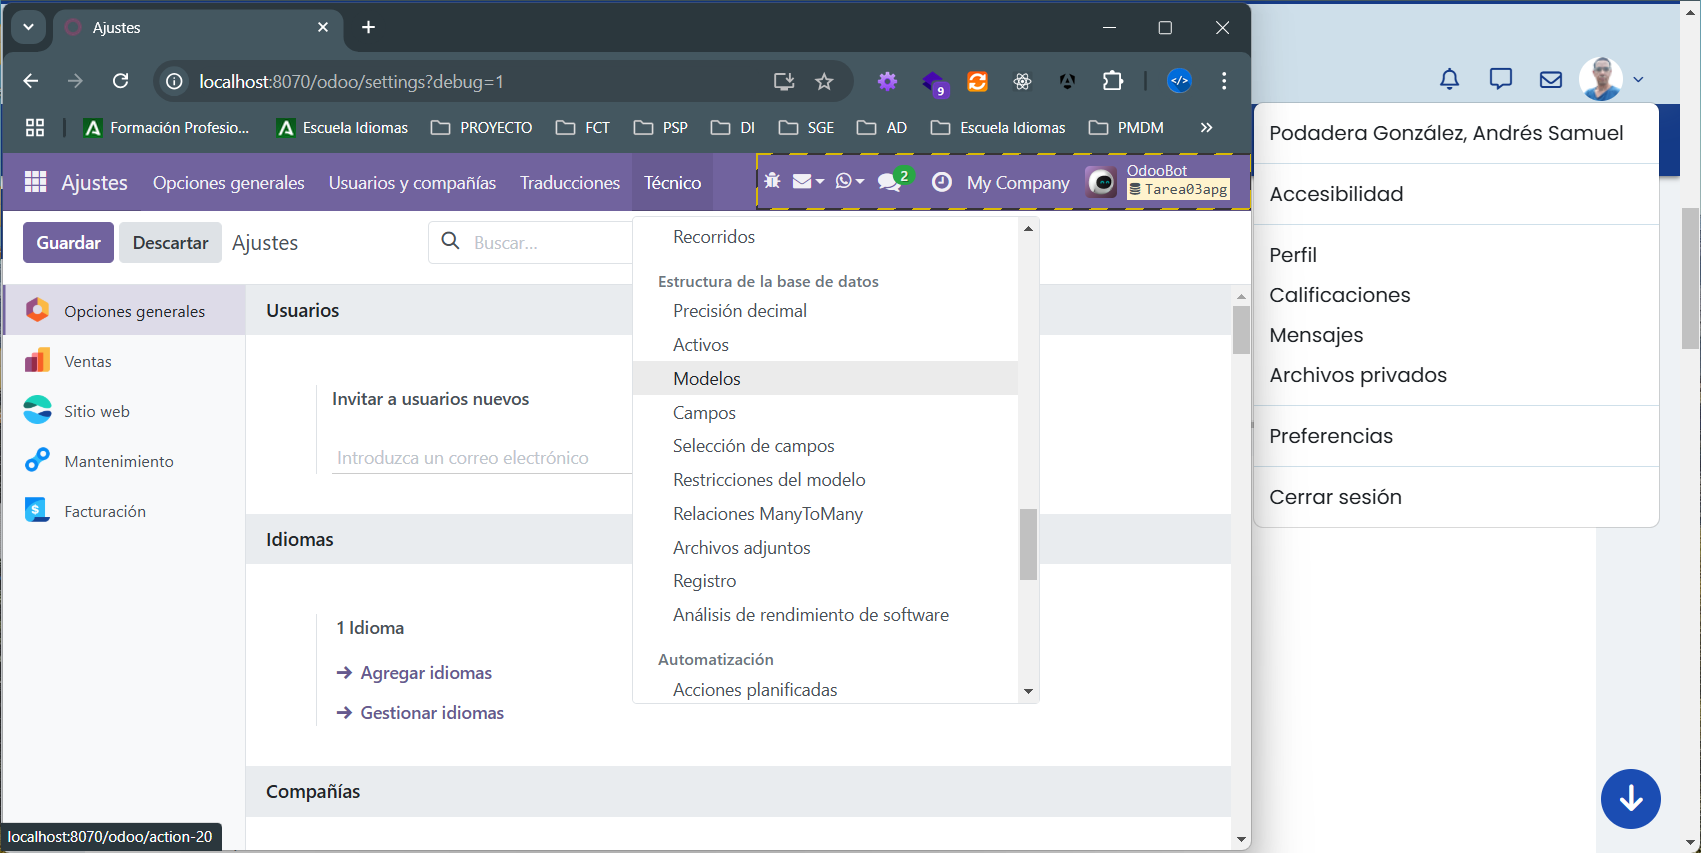 Ajustes
localhost:8070/odoo/settings?debug=1
9
Formación Profesio...
Escuela Idiomas
PROYECTO
FCT
PSP
DI
SGE
AD
Escuela Idiomas
PMDM
Ajustes
Opciones generales
Usuarios y compañías
Traducciones
Técnico
2
My Company
OdooBot
Tarea03apg
Guardar
Descartar
Ajustes
Buscar...
Opciones generales
Ventas
Sitio web
Mantenimiento
Facturación
Usuarios
Invitar a usuarios nuevos
Introduzca un correo electrónico
Idiomas
1 Idioma
Agregar idiomas
Gestionar idiomas
Compañías
Recorridos
Estructura de la base de datos
Precisión decimal
Activos
Modelos
Campos
Selección de campos
Restricciones del modelo
Relaciones ManyToMany
Archivos adjuntos
Registro
Análisis de rendimiento de software
Automatización
Acciones planificadas
localhost:8070/odoo/action-20
Podadera González, Andrés Samuel
Accesibilidad
Perfil
Calificaciones
Mensajes
Archivos privados
Preferencias
Cerrar sesión